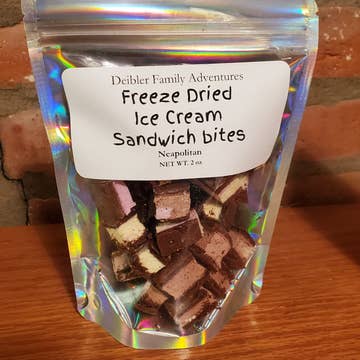 Deibler Family Adventures
Freeze Dried
Ice Cream
Sandwich bites
Neapolitan
NET WT. 2 oz